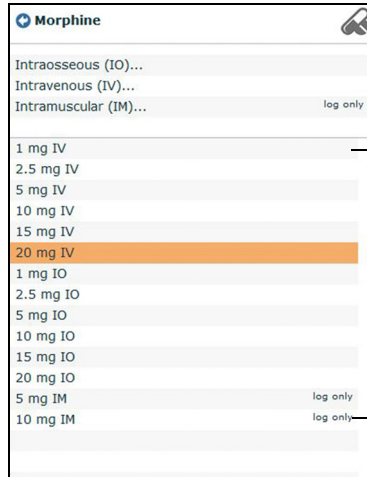 Morphine
Intraosseous (IO)...
Intravenous (IV)...
Intramuscular (IM)... log only
1 mg IV
2.5 mg IV
5 mg IV
10 mg IV
15 mg IV
20 mg IV
1 mg IO
2.5 mg IO
5 mg IO
10 mg IO
15 mg IO
20 mg IO
5 mg IM log only
10 mg IM log only